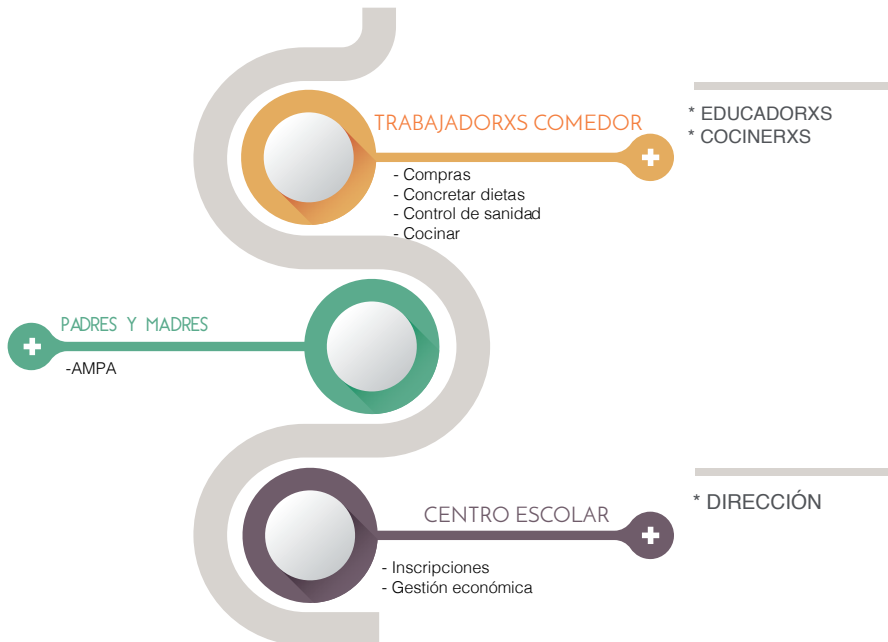 TRABAJADORXS COMEDOR
* EDUCADORXS
* COCINERXS
- Compras
- Concretar dietas
- Control de sanidad
- Cocinar
PADRES Y MADRES
-AMPA
CENTRO ESCOLAR
* DIRECCIÓN
- Inscripciones
- Gestión económica